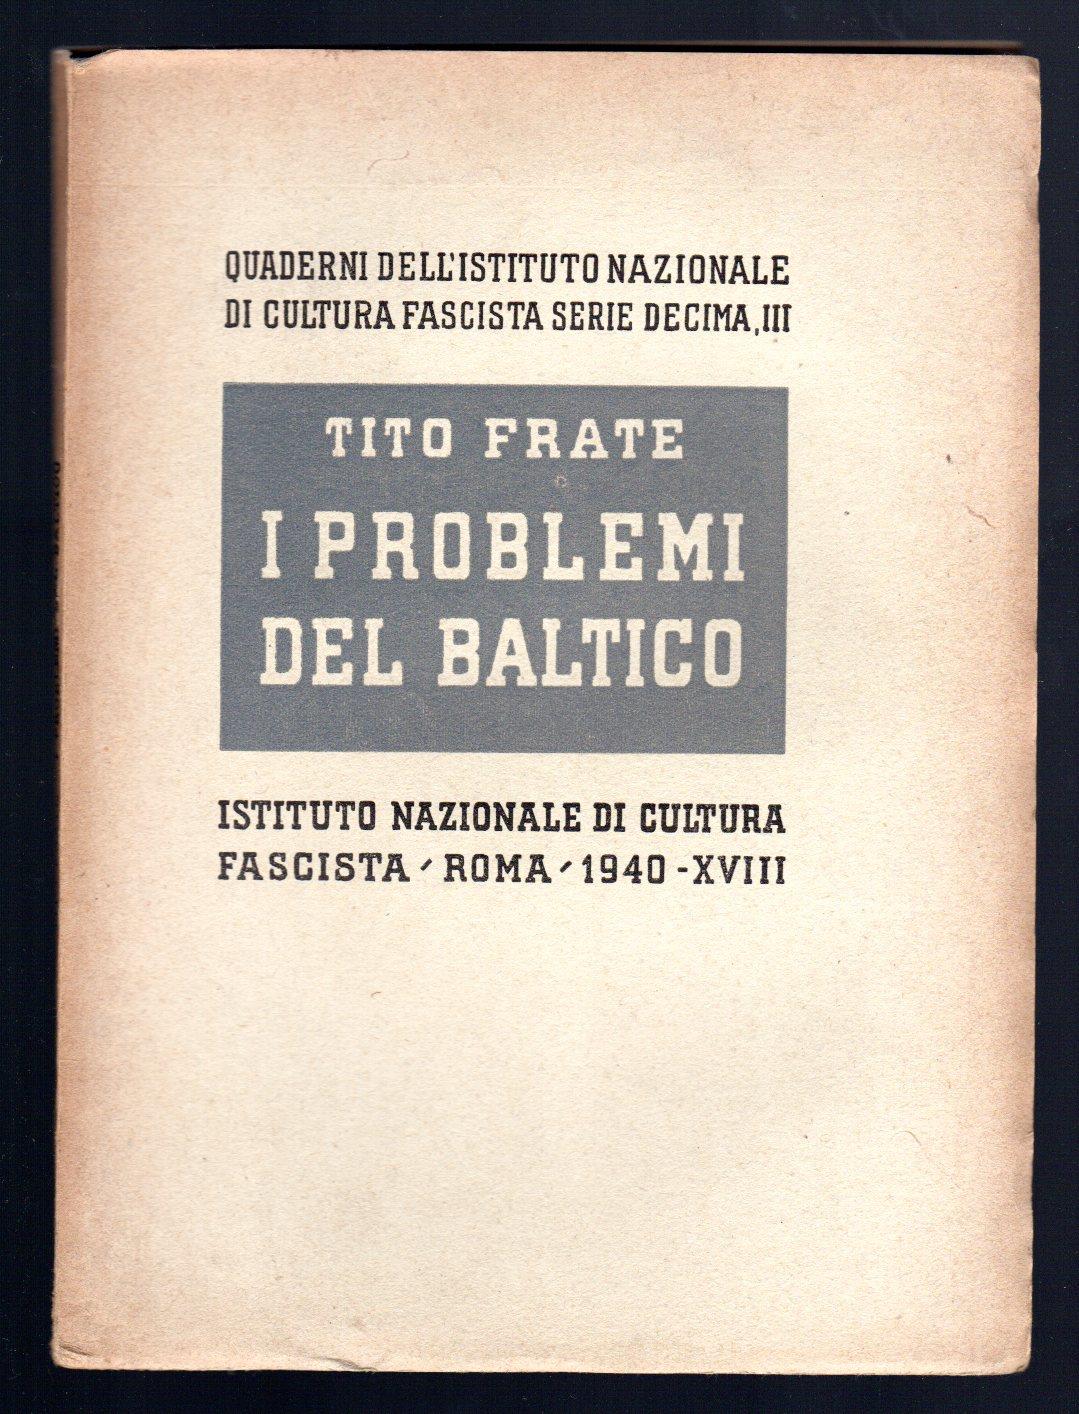 QUADERNI DELL'ISTITUTO NAZIONALE
DI CULTURA FASCISTA SERIE DECIMA, III
TITO FRATE
I PROBLEMI
DEL BALTICO
ISTITUTO NAZIONALE DI CULTURA
FASCISTA / ROMA / 1940 - XVIII